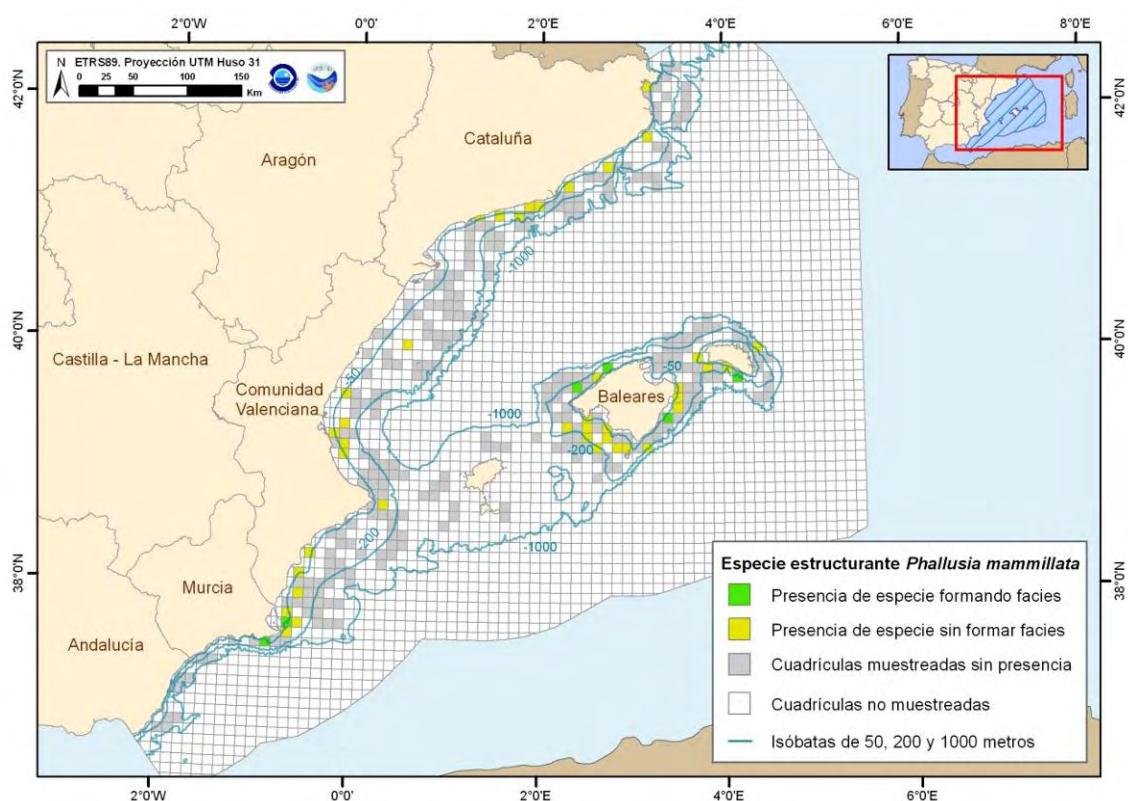 2°0'W
0°0'
2°0'E
4°0'E
6°0'E
8°0'E
N
ETRS89. Proyección UTM Huso 31
0 25 50 100 150
Km
42°0'N
42°0'N
Cataluña
Aragón
-1000
40°0'N
40°0'N
Castilla - La Mancha
Comunidad
Valenciana
-50
-50
Baleares
-1000
-200
-200
-1000
38°0'N
38°0'N
Murcia
Andalucía
Especie estructurante Phallusia mammillata
Presencia de especie formando facies
Presencia de especie sin formar facies
Cuadrículas muestreadas sin presencia
Cuadrículas no muestreadas
Isóbatas de 50, 200 y 1000 metros
2°0'W
0°0'
2°0'E
4°0'E
6°0'E